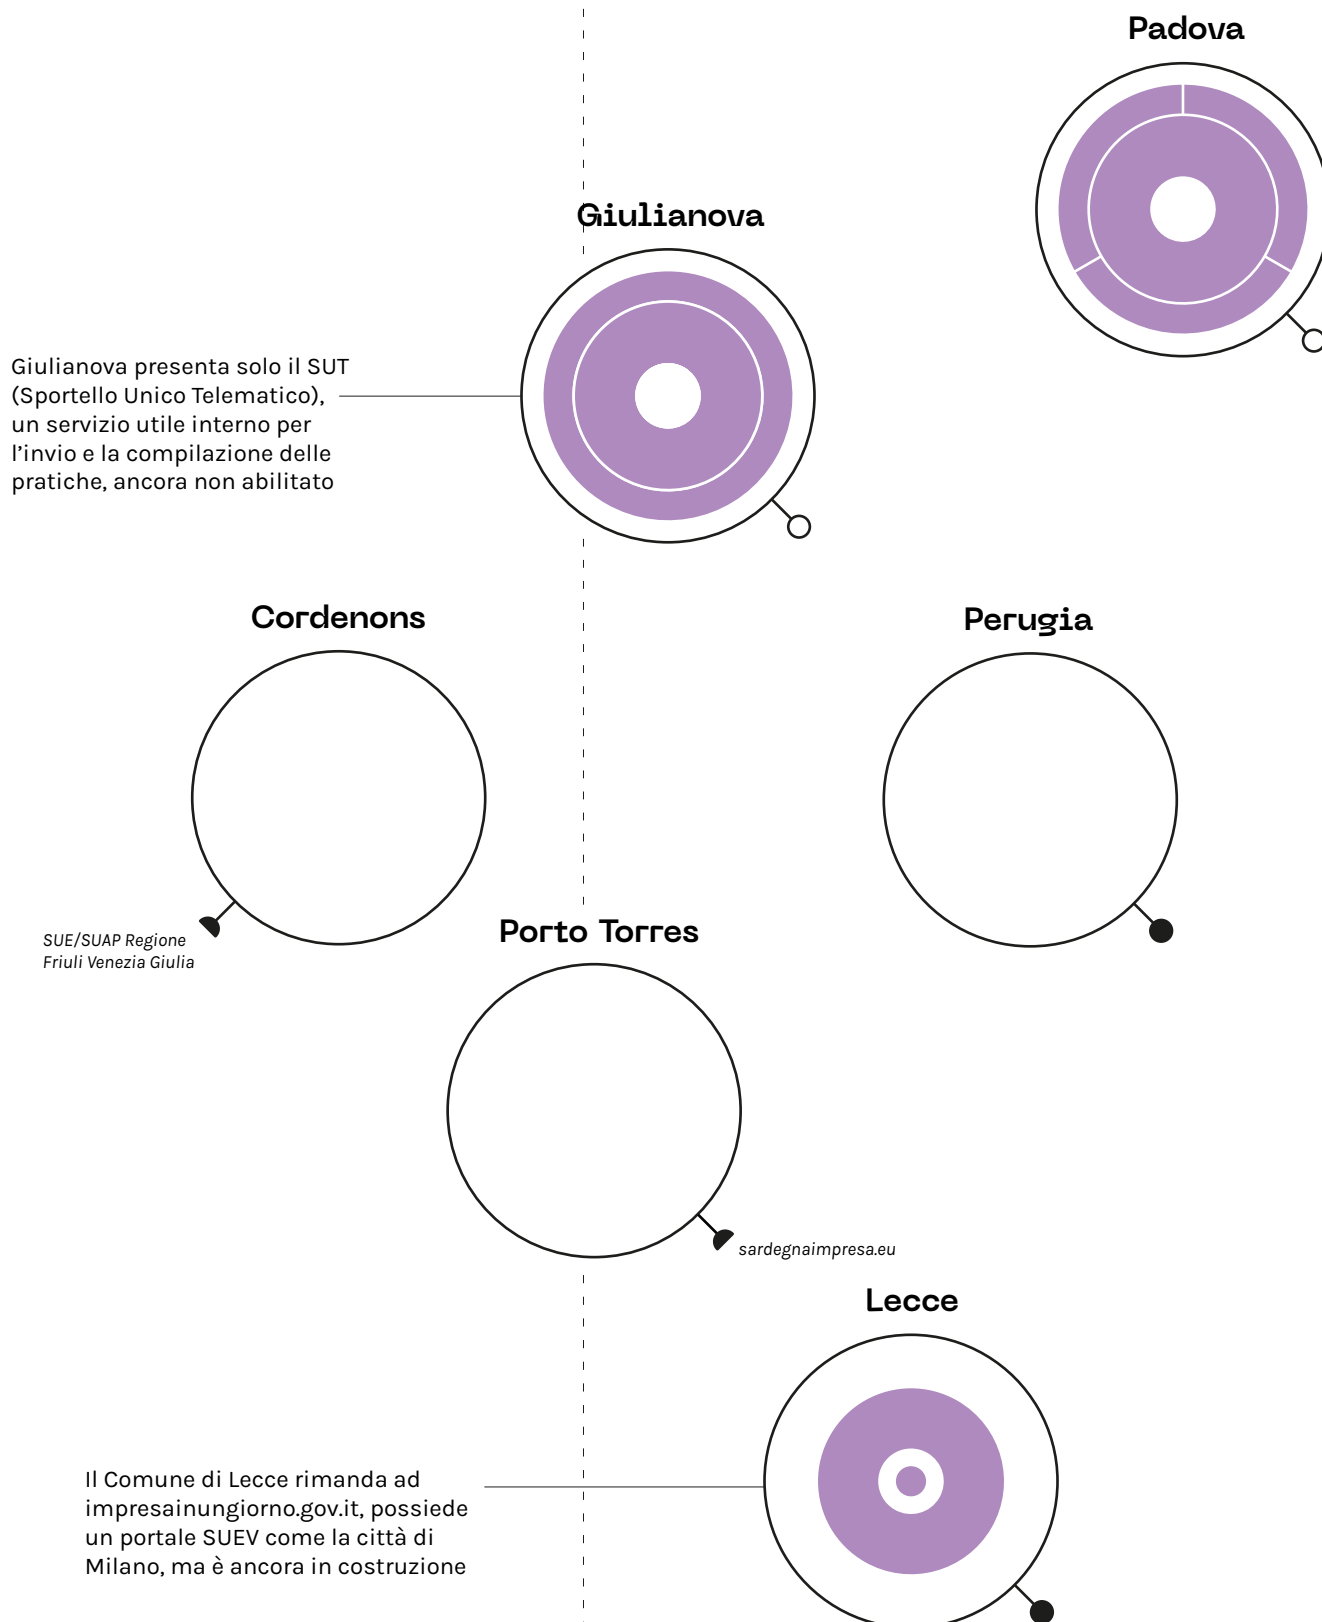 Padova
Giulianova
Giulianova presenta solo il SUT
(Sportello Unico Telematico),
un servizio utile interno per
l'invio e la compilazione delle
pratiche, ancora non abilitato
Cordenons
Perugia
SUE/SUAP Regione
Friuli Venezia Giulia
Porto Torres
sardegnaimpresa.eu
Lecce
Il Comune di Lecce rimanda ad
impresainungiorno.gov.it, possiede
un portale SUEV come la città di
Milano, ma è ancora in costruzione